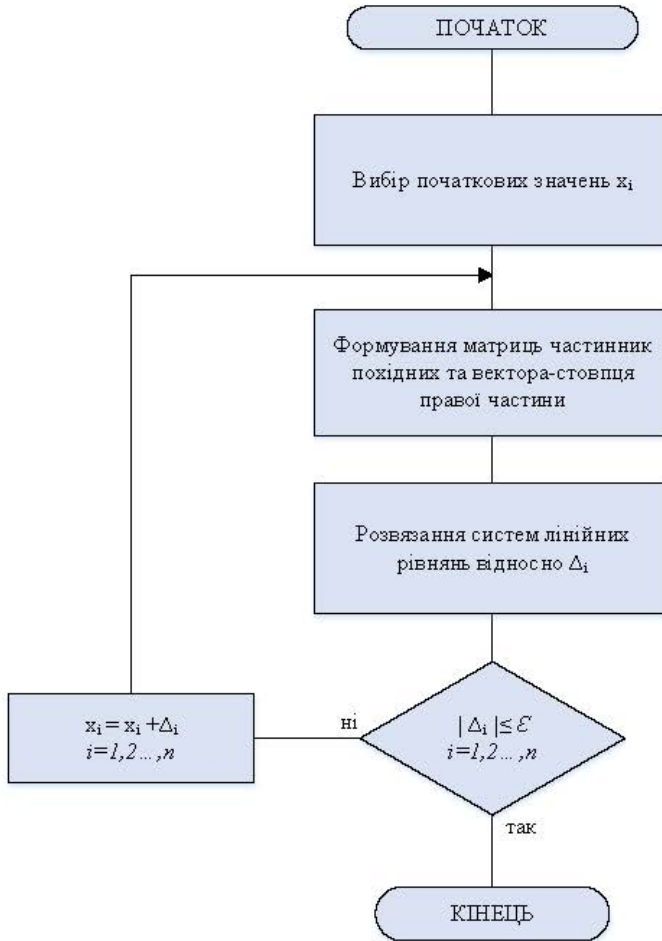 ПОЧАТОК
Вибір початкових значень xᵢ
Формування матриць частинник
похідних та вектора-стовпця
правої частини
Розвязання систем лінійних
рівнянь відносно Δᵢ
xᵢ = xᵢ +Δᵢ
i=1,2...,n
ні
| Δᵢ |≤ ℰ
i=1,2...,n
так
КІНЕЦЬ